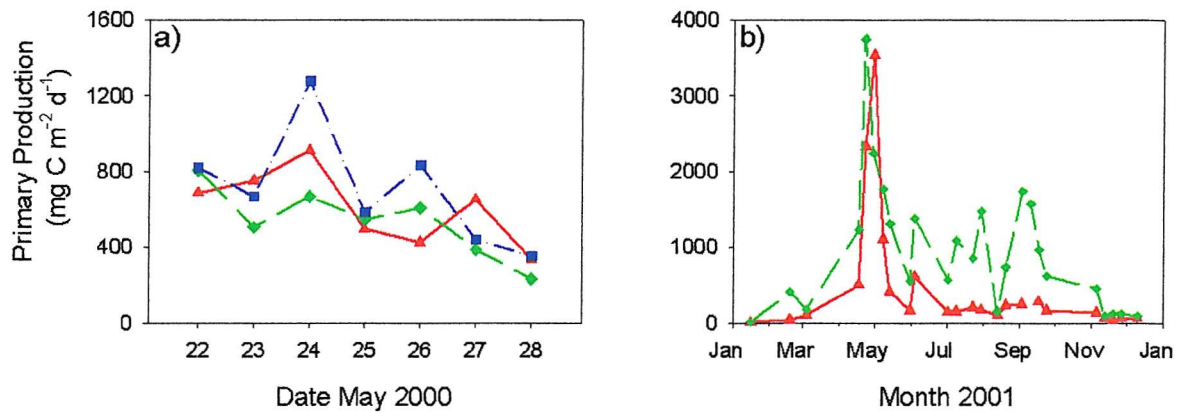 Primary Production
(mg C m⁻² d⁻¹)
a)
1600
1200
800
400
0
22 23 24 25 26 27 28
Date May 2000
b)
4000
3000
2000
1000
0
Jan Mar May Jul Sep Nov Jan
Month 2001